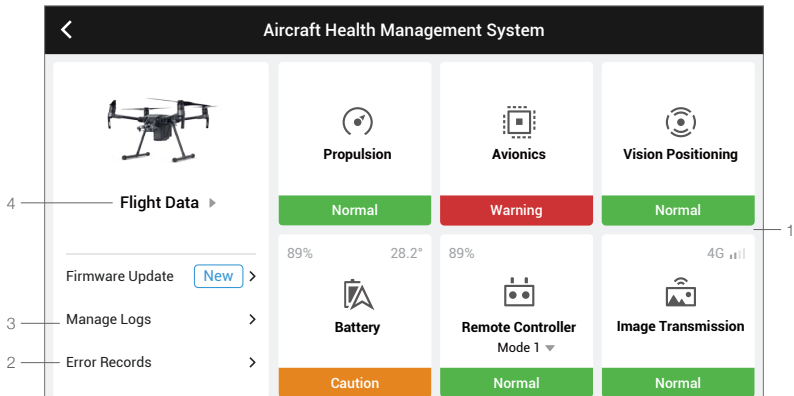 Aircraft Health Management System
Propulsion
Avionics
Vision Positioning
4
Flight Data
Normal
Warning
Normal
1
89%
28.2°
89%
4G
Firmware Update
New
3
Manage Logs
Battery
Remote Controller
Image Transmission
Mode 1
2
Error Records
Caution
Normal
Normal